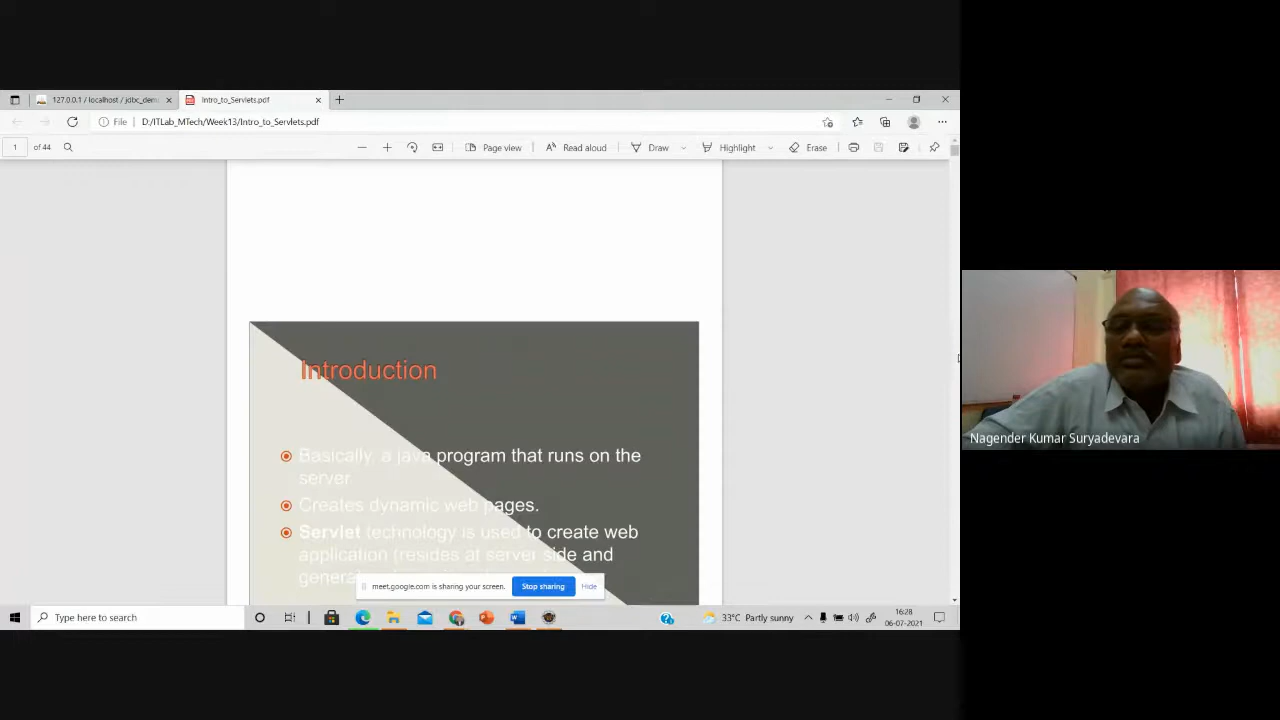 127.0.0.1 / localhost / jdbc_dem
Intro_to_Servlets.pdf
File
D:/ITLab_MTech/Week13/Intro_to_Servlets.pdf
1 of 44
Page view
Read aloud
Draw
Highlight
Erase
Introduction
Basically, a java program that runs on the
server
Creates dynamic web pages.
Servlet technology is used to create web
application (resides at server side and
meet.google.com is sharing your screen.
Stop sharing
Hide
Nagender Kumar Suryadevara
Type here to search
33°C Partly sunny
16:28
06-07-2021